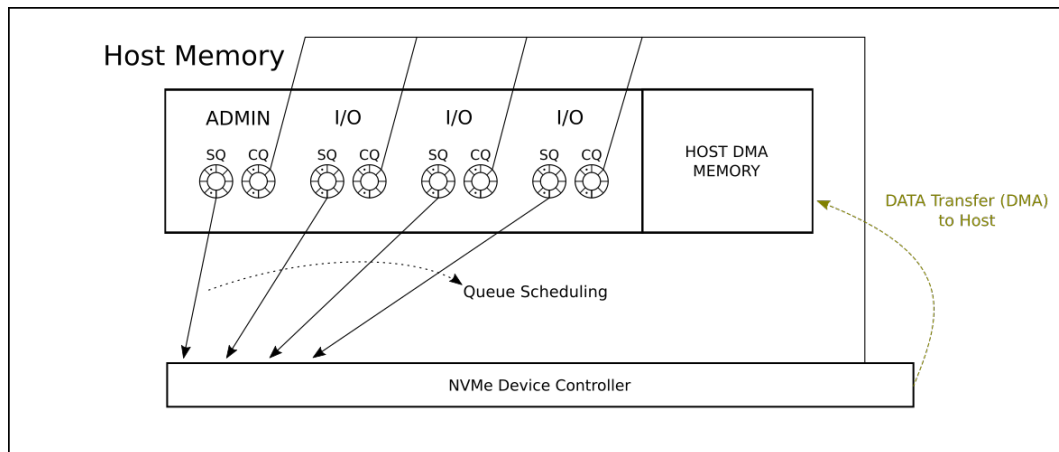 Host Memory
ADMIN I/O I/O I/O
SQ CQ SQ CQ SQ CQ SQ CQ
HOST DMA
MEMORY
DATA Transfer (DMA)
to Host
Queue Scheduling
NVMe Device Controller